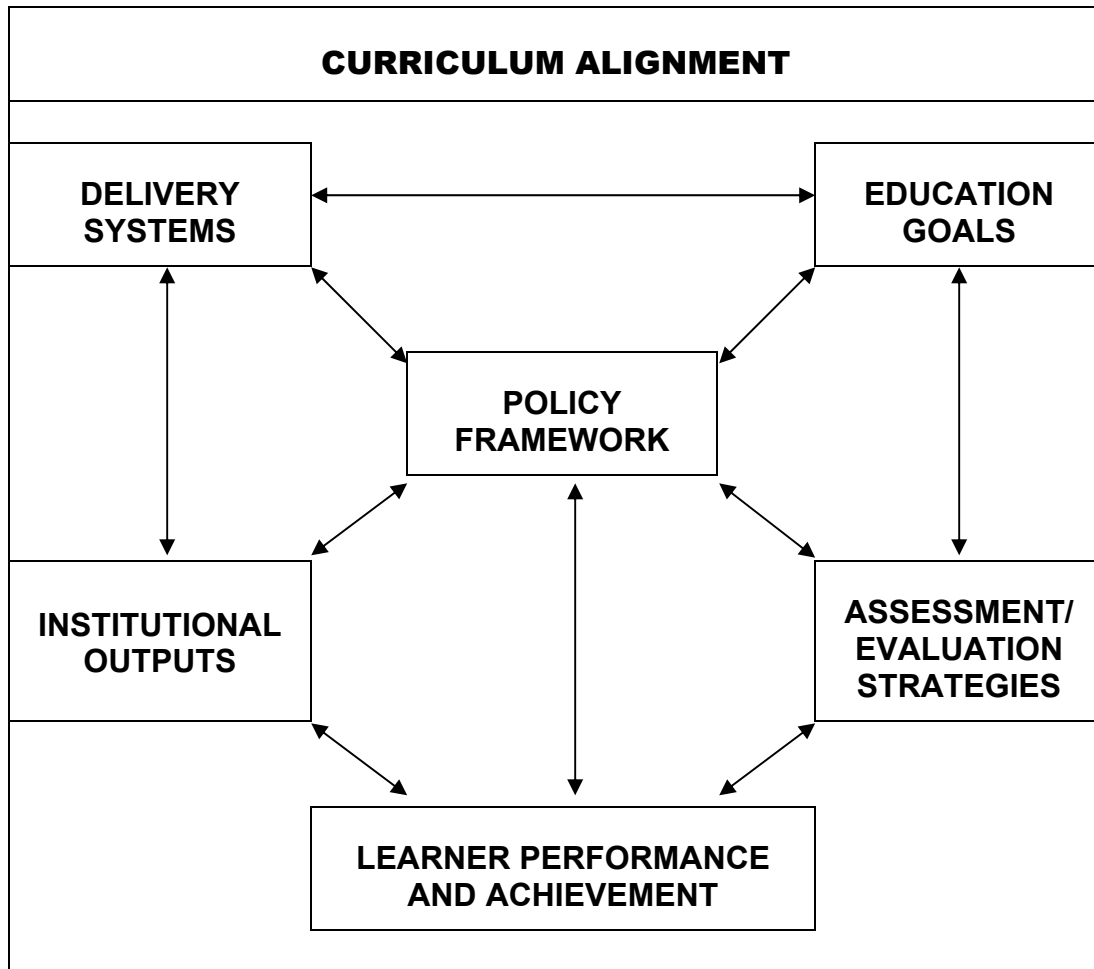 CURRICULUM ALIGNMENT
DELIVERY
SYSTEMS
EDUCATION
GOALS
POLICY
FRAMEWORK
INSTITUTIONAL
OUTPUTS
ASSESSMENT/
EVALUATION
STRATEGIES
LEARNER PERFORMANCE
AND ACHIEVEMENT